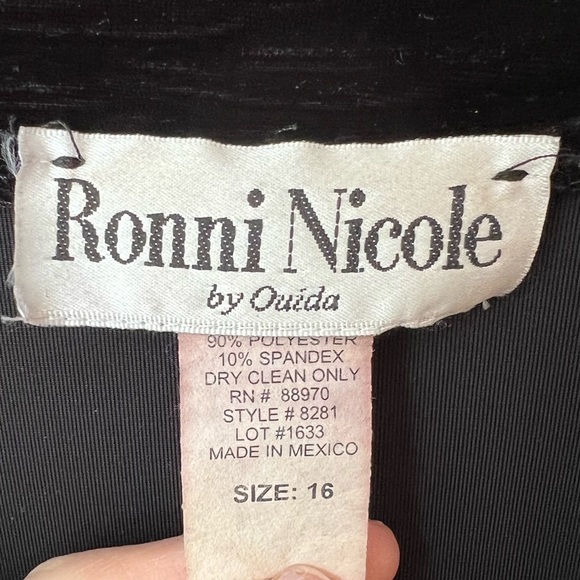 Ronni Nicole
by Ouida
90% POLYESTER
10% SPANDEX
DRY CLEAN ONLY
RN # 88970
STYLE # 8281
LOT #1633
MADE IN MEXICO
SIZE: 16